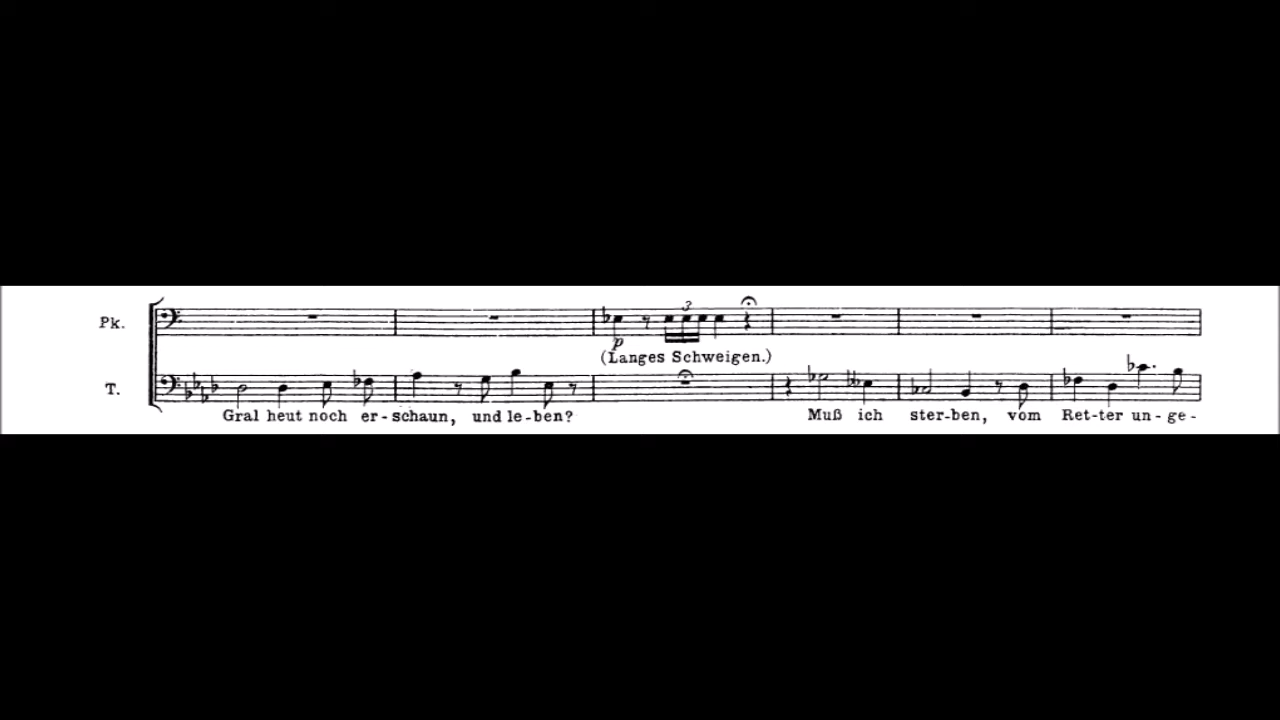 Pk.
3
p
(Langes Schweigen.)
T.
Gral heut noch er-schaun, und le-ben? Muß ich ster-ben, vom Ret-ter un-ge-